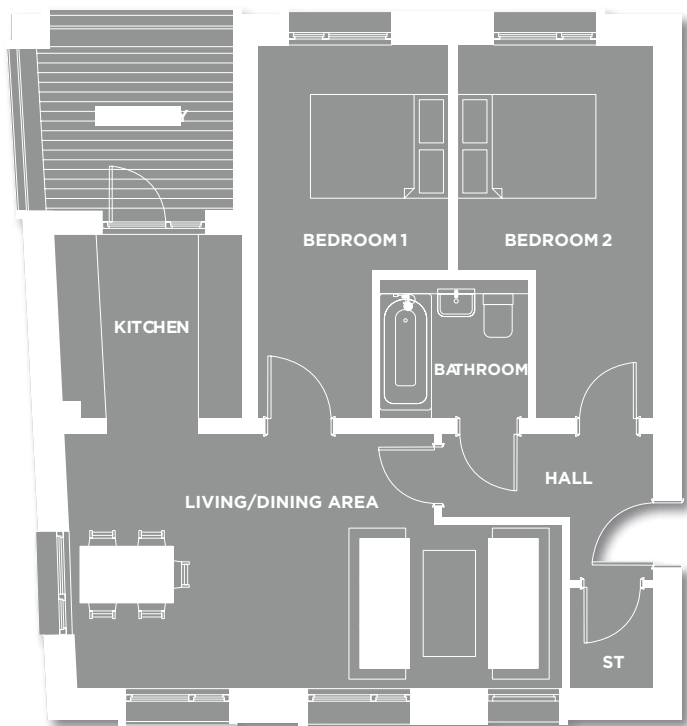 BEDROOM 1
BEDROOM 2
KITCHEN
BATHROOM
HALL
LIVING/DINING AREA
ST